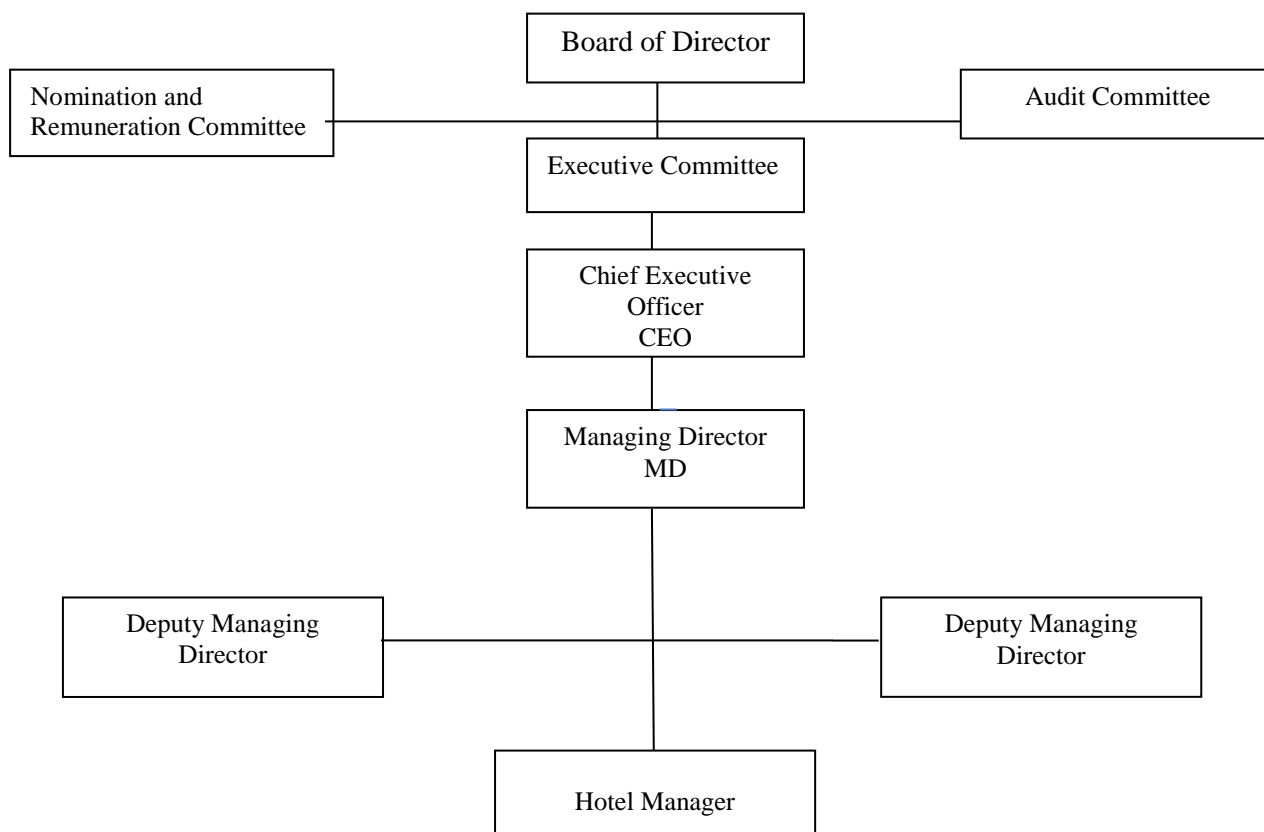 Board of Director
Nomination and
Remuneration Committee
Audit Committee
Executive Committee
Chief Executive
Officer
CEO
Managing Director
MD
Deputy Managing
Director
Deputy Managing
Director
Hotel Manager